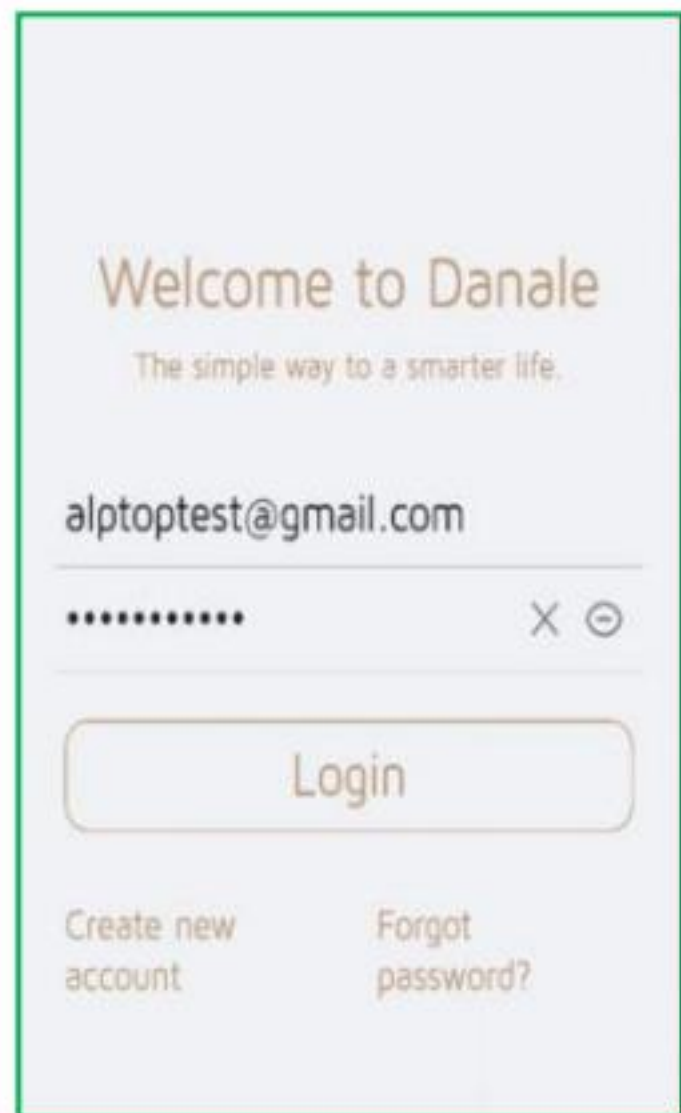 Welcome to Danale
The simple way to a smarter life.
alptoptest@gmail.com
•••••••••••
Login
Create new
account
Forgot
password?